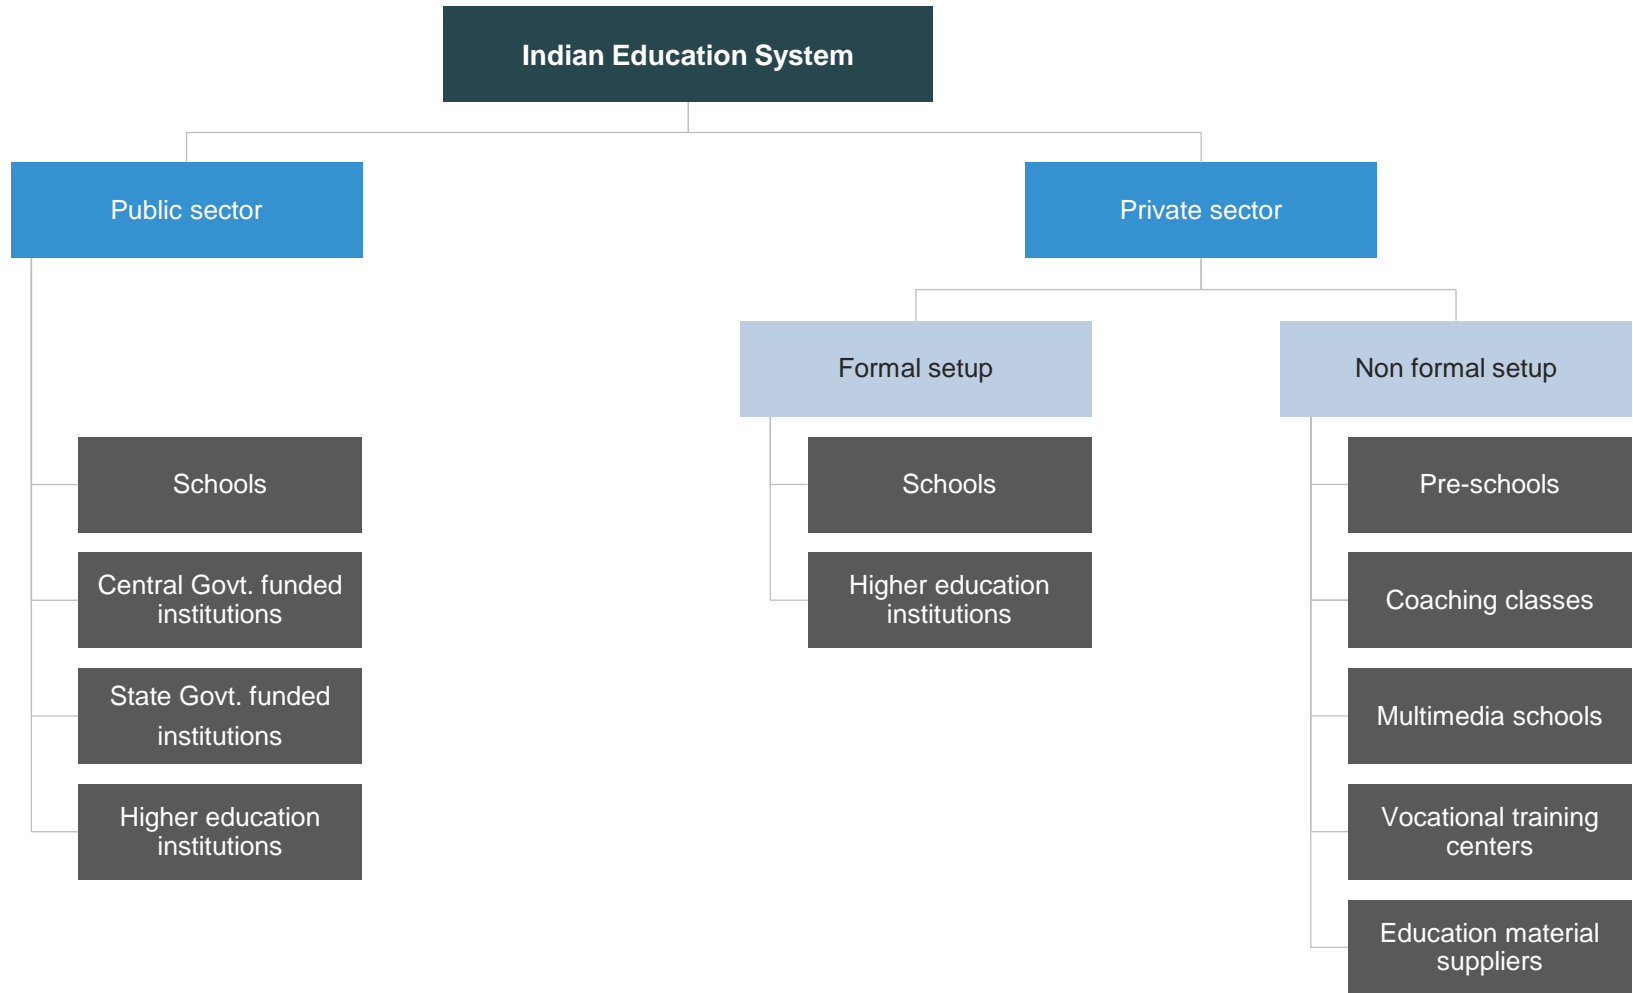 Indian Education System
Public sector
Private sector
Formal setup
Non formal setup
Schools
Central Govt. funded
institutions
State Govt. funded
institutions
Higher education
institutions
Schools
Higher education
institutions
Pre-schools
Coaching classes
Multimedia schools
Vocational training
centers
Education material
suppliers